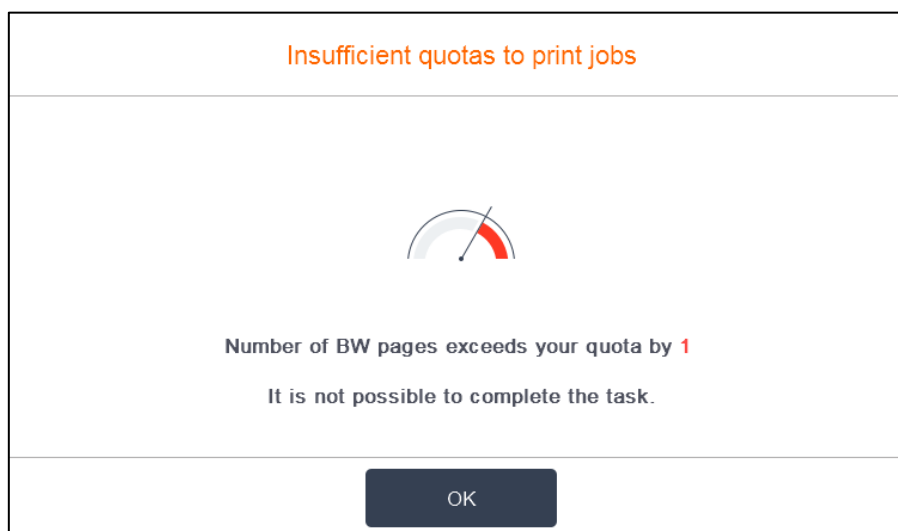 Insufficient quotas to print jobs
Number of BW pages exceeds your quota by 1
It is not possible to complete the task.
OK